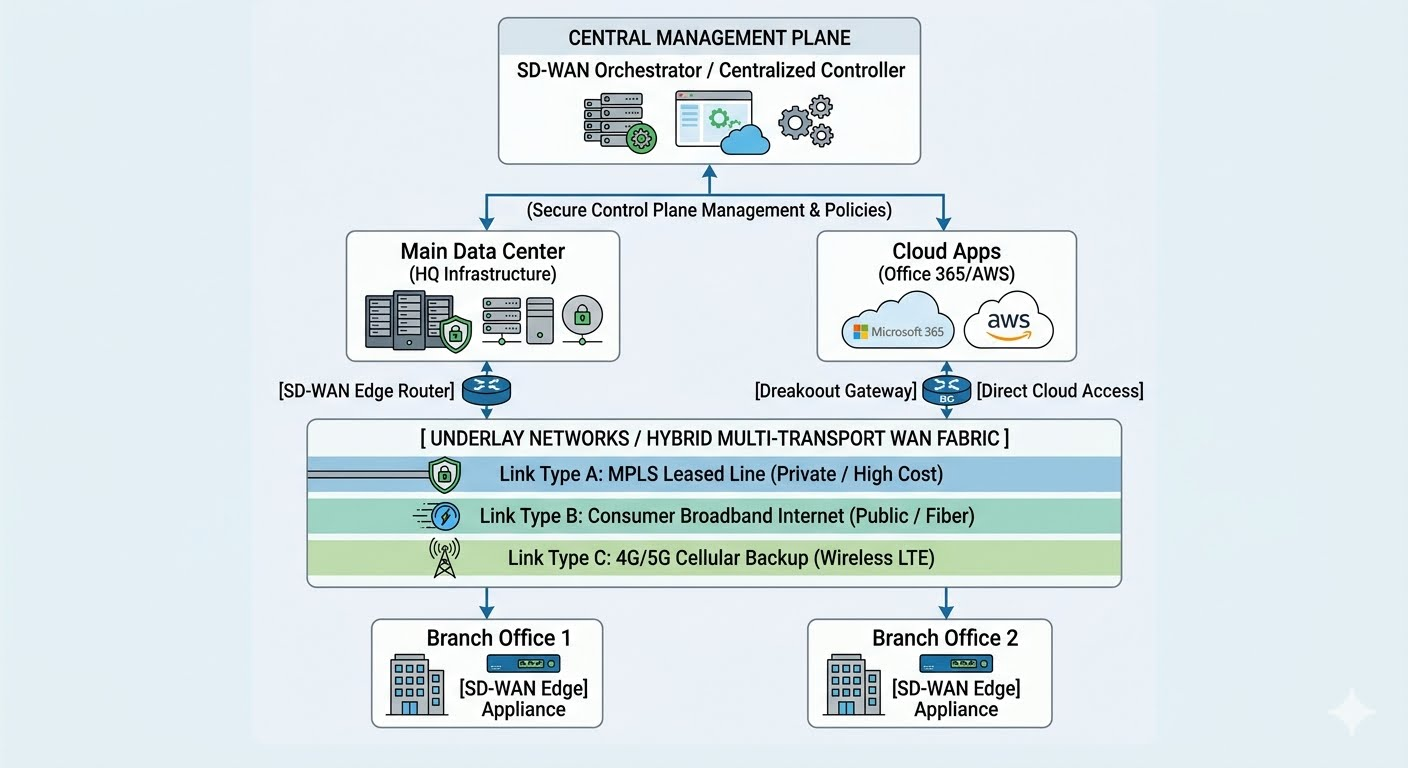 CENTRAL MANAGEMENT PLANE
SD-WAN Orchestrator / Centralized Controller
(Secure Control Plane Management & Policies)
Main Data Center
(HQ Infrastructure)
Cloud Apps
(Office 365/AWS)
Microsoft 365
aws
[SD-WAN Edge Router]
[Dreakoout Gateway]
BC
[Direct Cloud Access]
[ UNDERLAY NETWORKS / HYBRID MULTI-TRANSPORT WAN FABRIC ]
Link Type A: MPLS Leased Line (Private / High Cost)
Link Type B: Consumer Broadband Internet (Public / Fiber)
Link Type C: 4G/5G Cellular Backup (Wireless LTE)
Branch Office 1
[SD-WAN Edge]
Appliance
Branch Office 2
[SD-WAN Edge]
Appliance